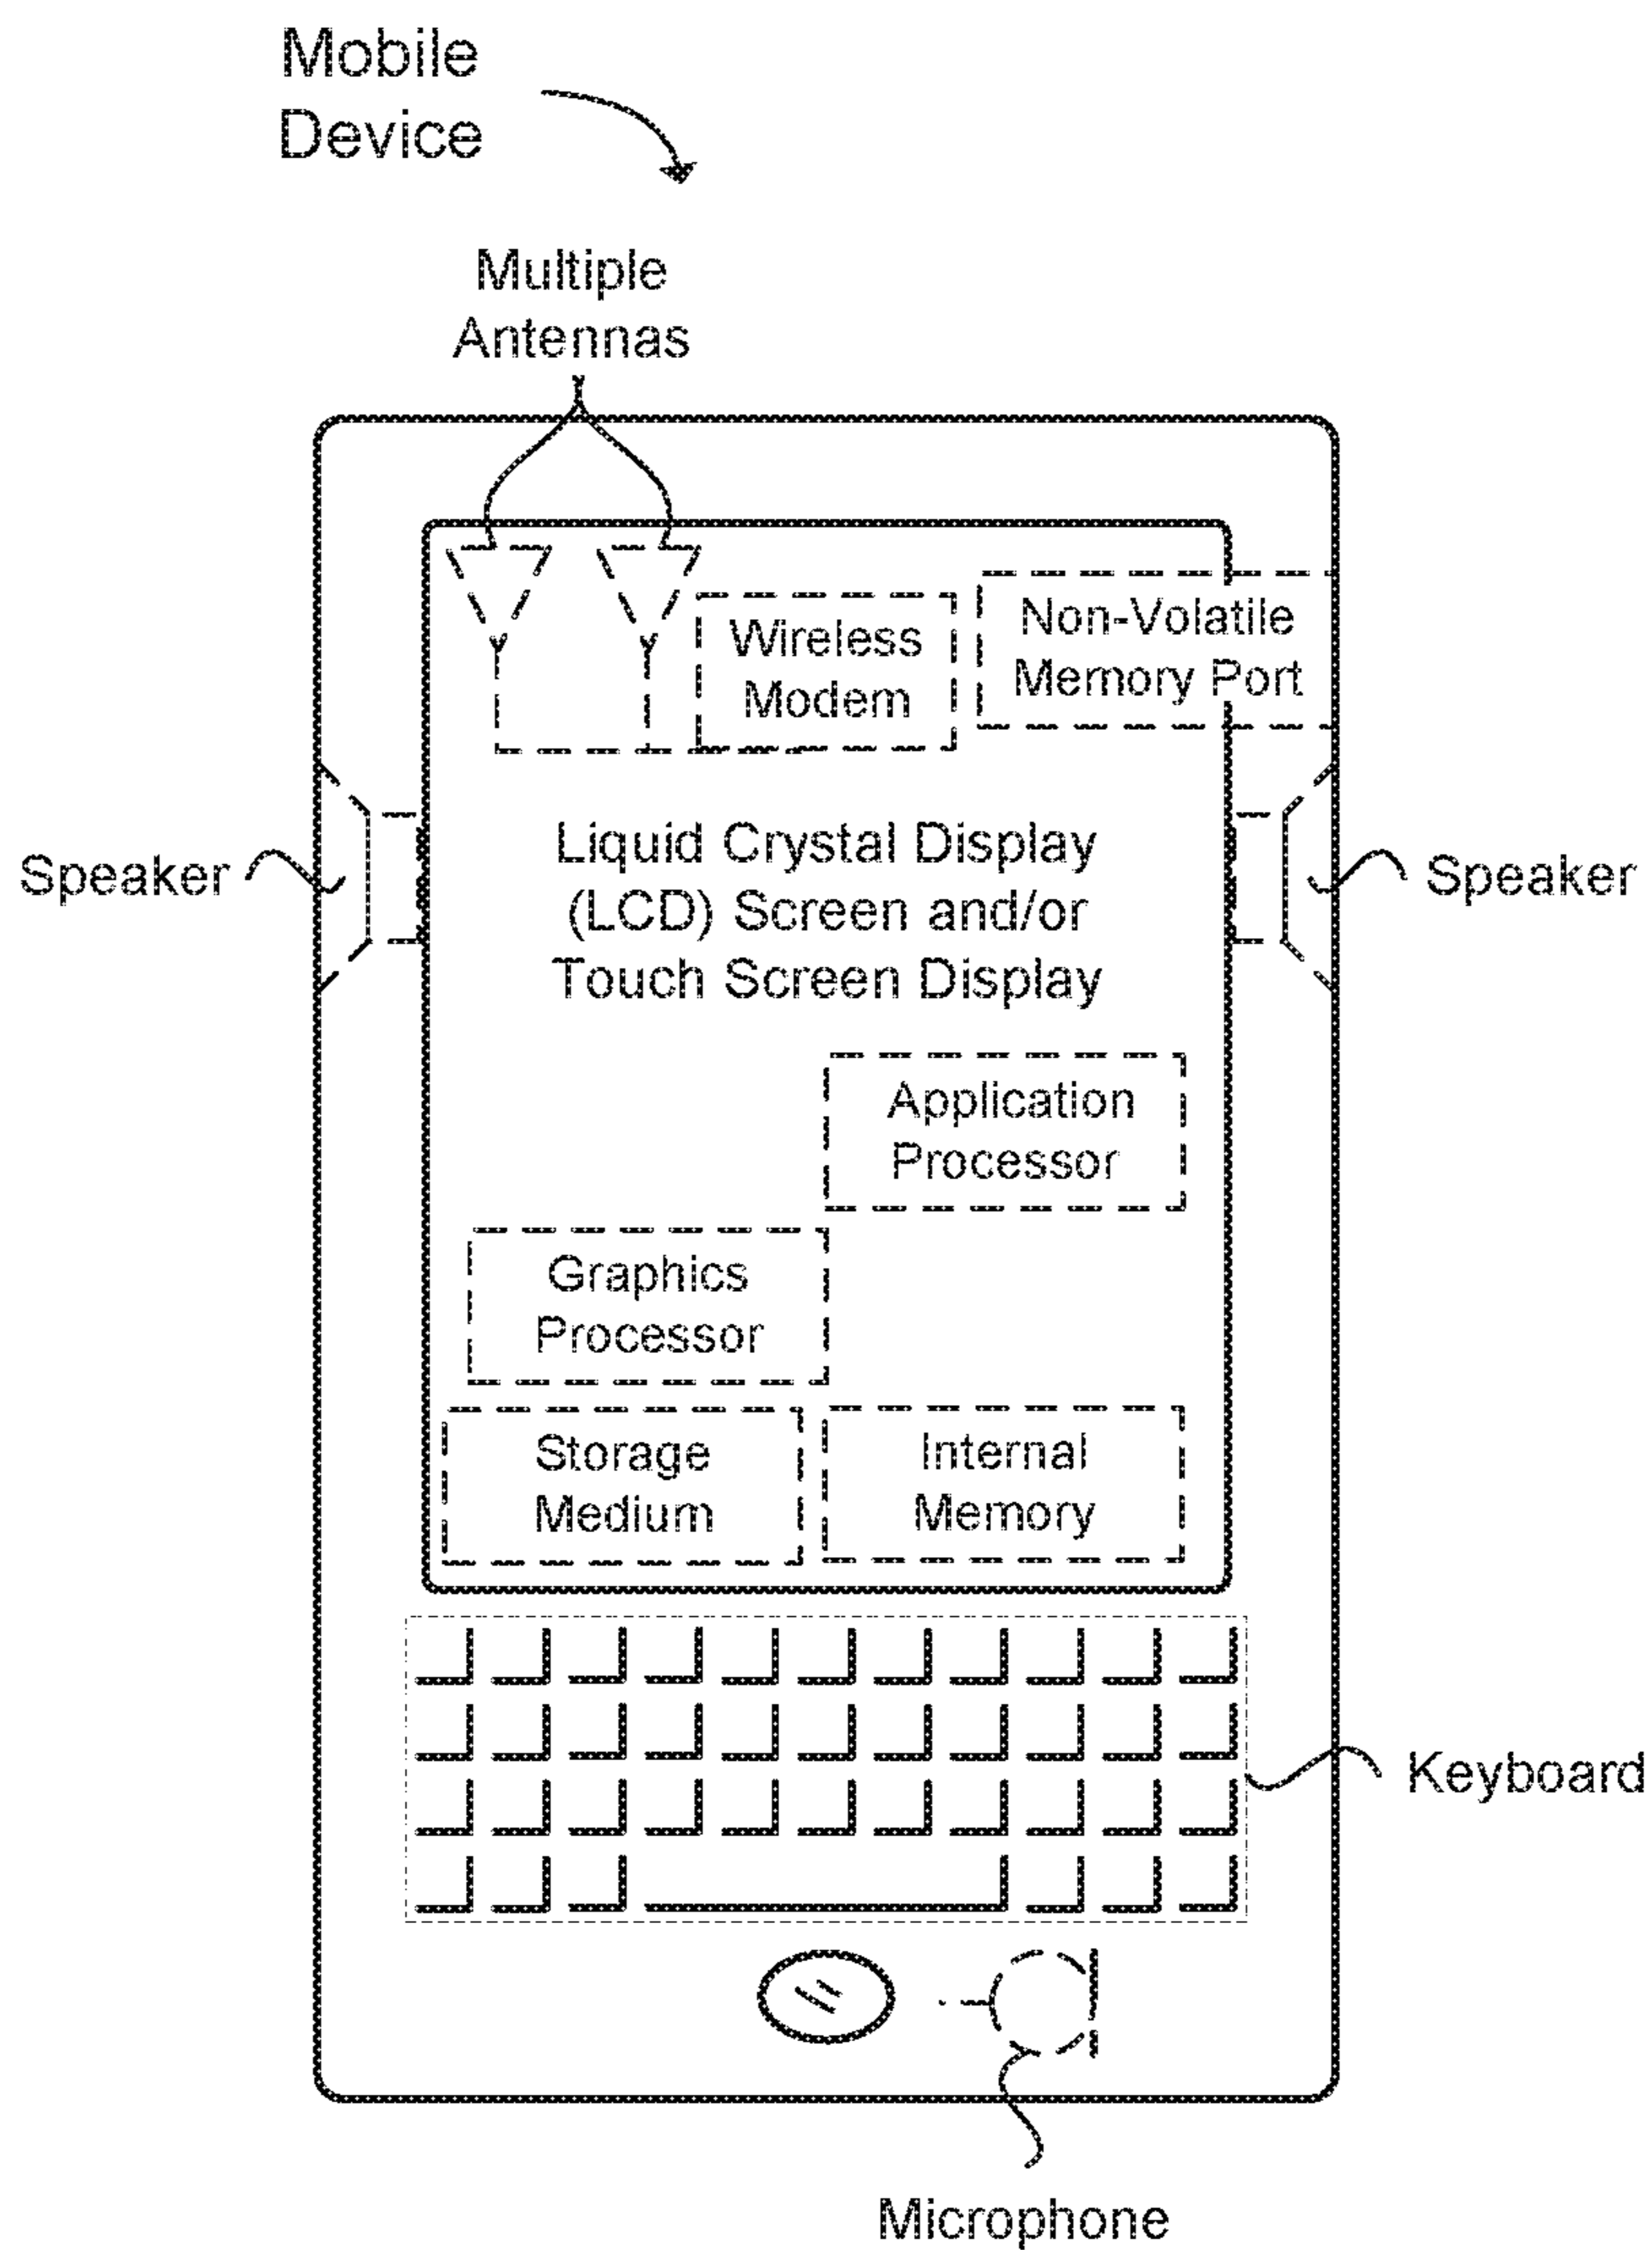 Mobile
Device
Multiple
Antennas
Wireless
Modem
Non-Volatile
Memory Port
Speaker
Liquid Crystal Display
(LCD) Screen and/or
Touch Screen Display
Speaker
Application
Processor
Graphics
Processor
Storage
Medium
Internal
Memory
Keyboard
Microphone